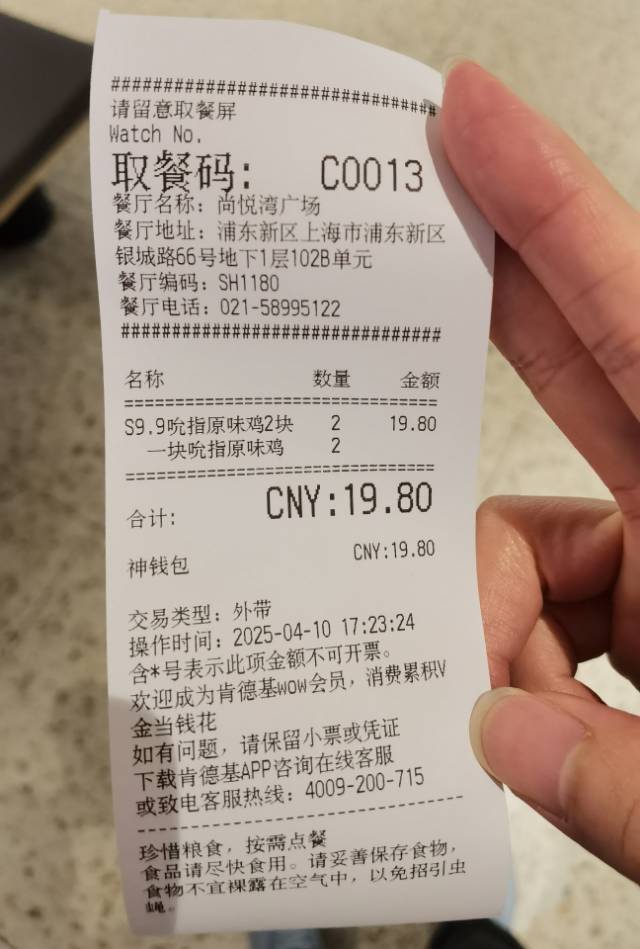 ################################
请留意取餐屏
Watch No.
取餐码: C0013
餐厅名称: 尚悦湾广场
餐厅地址: 浦东新区上海市浦东新区
银城路66号地下1层102B单元
餐厅编码: SH1180
餐厅电话: 021-58995122
################################
名称 数量 金额
================================
S9.9吮指原味鸡2块 2 19.80
一块吮指原味鸡 2
================================
合计: CNY:19.80
神钱包 CNY:19.80
交易类型: 外带
操作时间: 2025-04-10 17:23:24
含*号表示此项金额不可开票。
欢迎成为肯德基WOW会员, 消费累积V
金当钱花
如有问题, 请保留小票或凭证
下载肯德基APP咨询在线客服
或致电客服热线: 4009-200-715
--------------------------------
珍惜粮食, 按需点餐
食品请尽快食用。请妥善保存食物,
食物不宜裸露在空气中, 以免招引虫
蝇。